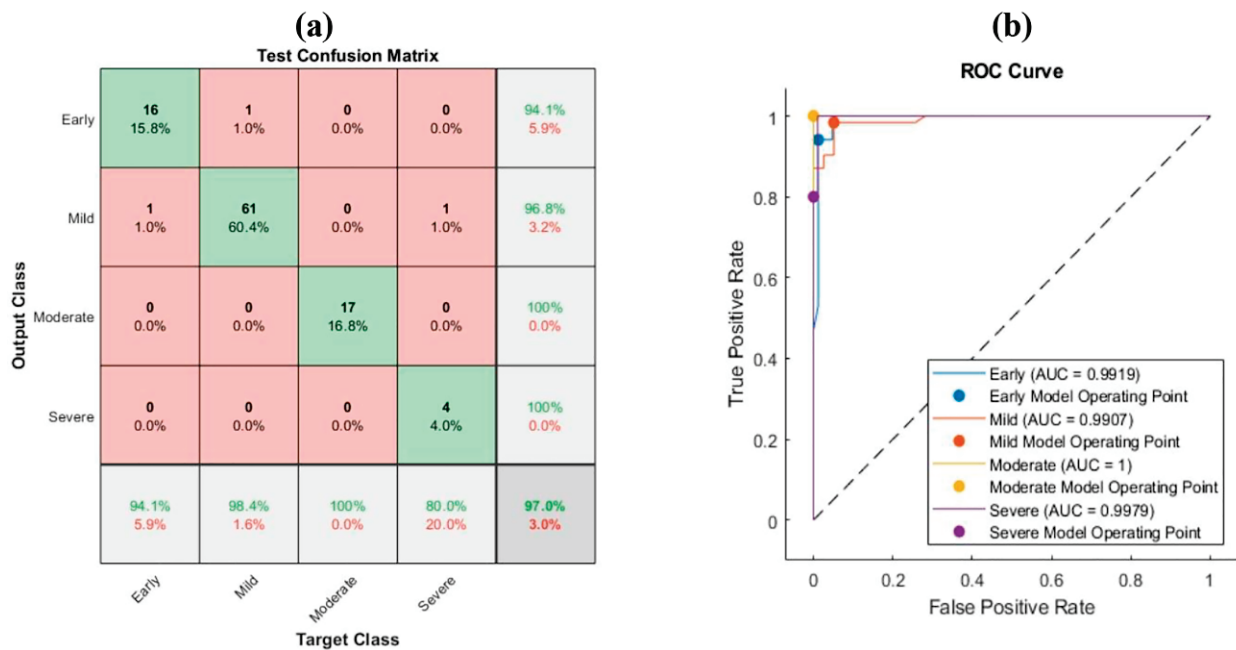 (a)
Test Confusion Matrix
Output Class
Early
16
15.8%
1
1.0%
0
0.0%
0
0.0%
94.1%
5.9%
Mild
1
1.0%
61
60.4%
0
0.0%
1
1.0%
96.8%
3.2%
Moderate
0
0.0%
0
0.0%
17
16.8%
0
0.0%
100%
0.0%
Severe
0
0.0%
0
0.0%
0
0.0%
4
4.0%
100%
0.0%
94.1%
5.9%
98.4%
1.6%
100%
0.0%
80.0%
20.0%
97.0%
3.0%
Early
Mild
Moderate
Severe
Target Class
(b)
ROC Curve
True Positive Rate
1
0.8
0.6
0.4
0.2
0
Early (AUC = 0.9919)
Early Model Operating Point
Mild (AUC = 0.9907)
Mild Model Operating Point
Moderate (AUC = 1)
Moderate Model Operating Point
Severe (AUC = 0.9979)
Severe Model Operating Point
0
0.2
0.4
0.6
0.8
1
False Positive Rate